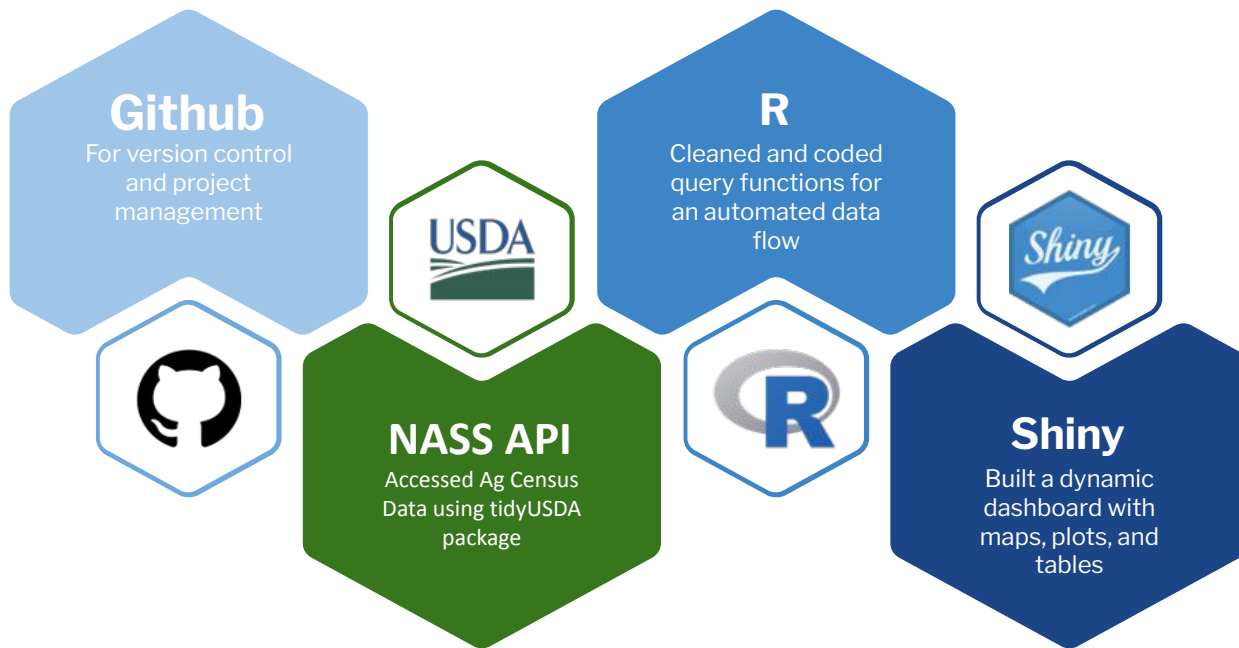 Github
For version control
and project
management
USDA
NASS API
Accessed Ag Census
Data using tidyUSDA
package
R
Cleaned and coded
query functions for
an automated data
flow
R
Shiny
Shiny
Built a dynamic
dashboard with
maps, plots, and
tables